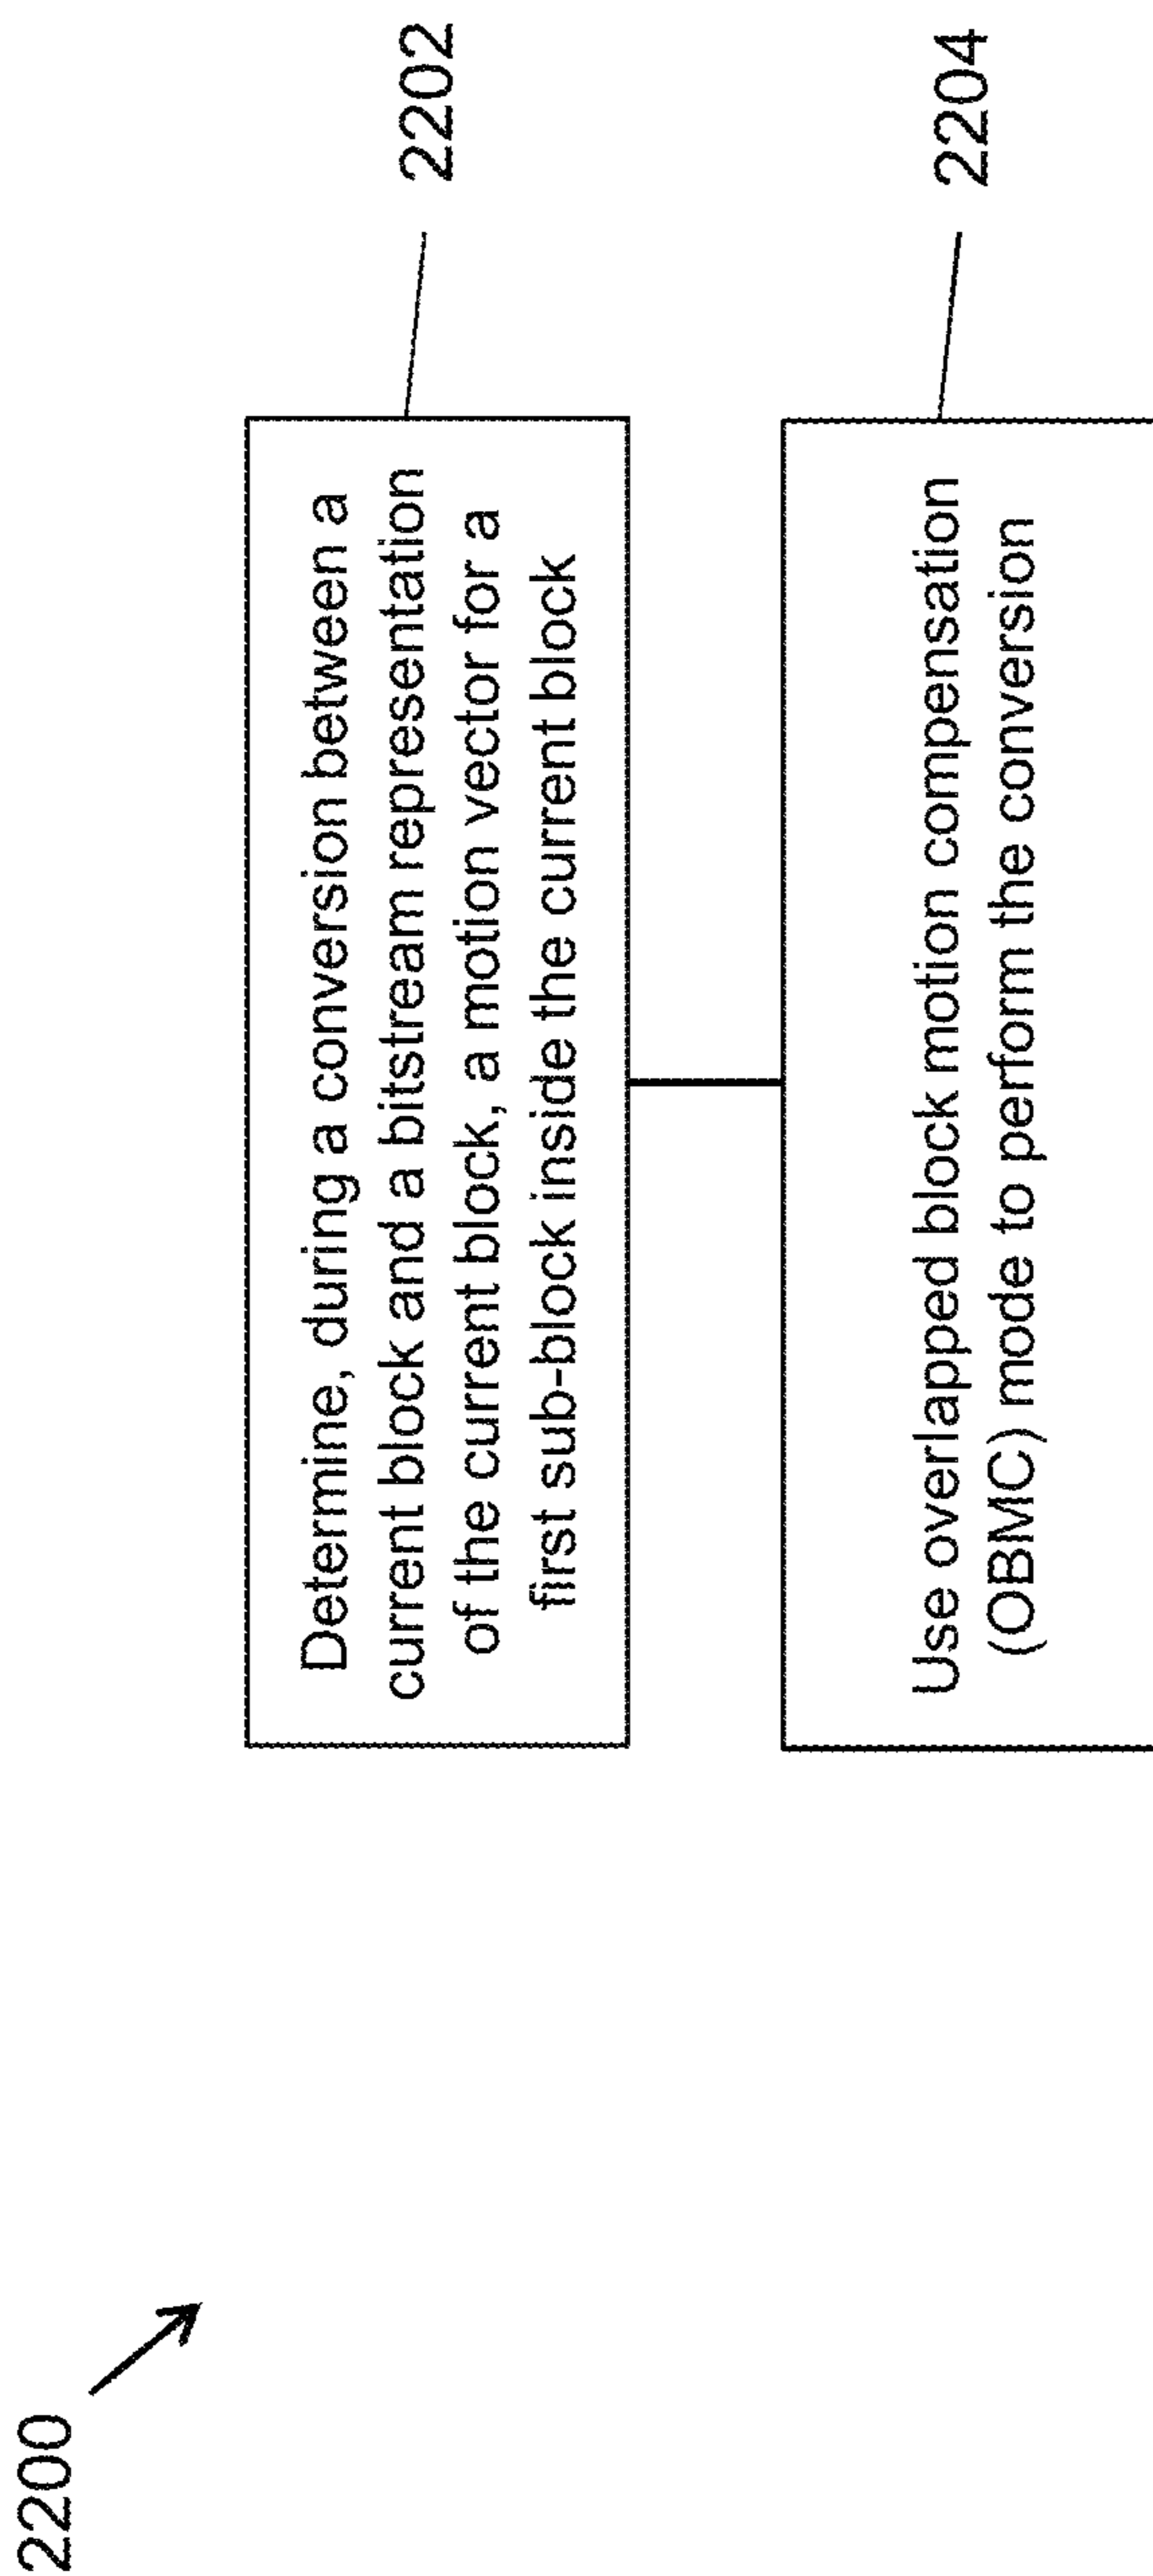 2200
Determine, during a conversion between a
current block and a bitstream representation
of the current block, a motion vector for a
first sub-block inside the current block
2202
Use overlapped block motion compensation
(OBMC) mode to perform the conversion
2204